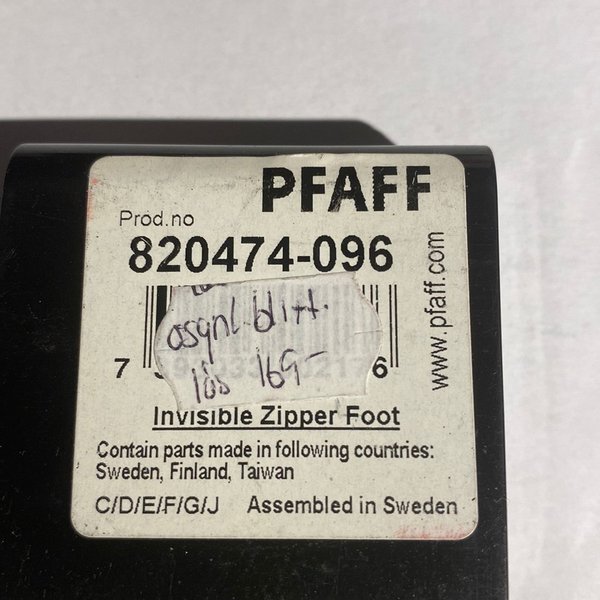 PFAFF
Prod.no
820474-096
www.pfaff.com
osynl. blixt.
lös 169-
7
6
Invisible Zipper Foot
Contain parts made in following countries:
Sweden, Finland, Taiwan
C/D/E/F/G/J Assembled in Sweden